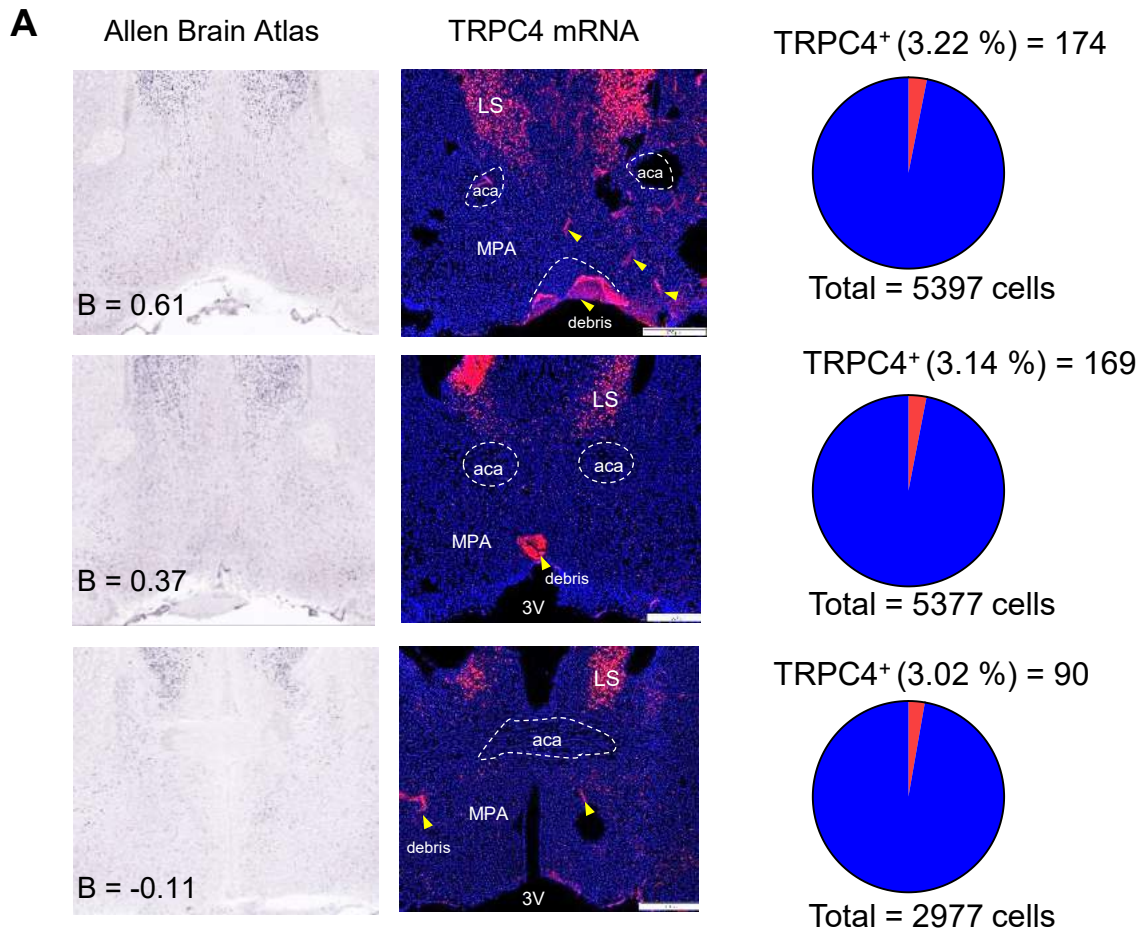 A
Allen Brain Atlas
TRPC4 mRNA
TRPC4⁺ (3.22 %) = 174
LS
aca
aca
MPA
debris
B = 0.61
Total = 5397 cells
TRPC4⁺ (3.14 %) = 169
LS
aca
aca
MPA
debris
3V
B = 0.37
Total = 5377 cells
TRPC4⁺ (3.02 %) = 90
LS
aca
MPA
debris
3V
B = -0.11
Total = 2977 cells